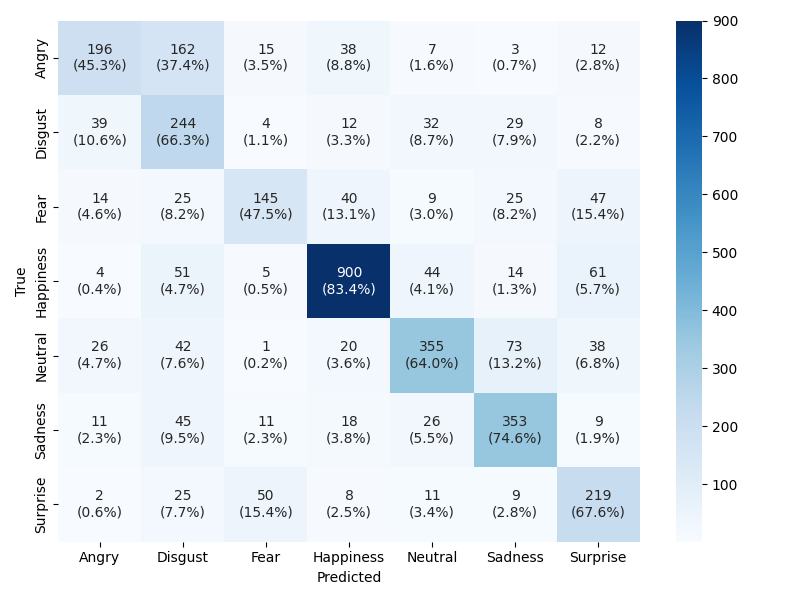 Angry 196 162 15 38 7 3 12
(45.3%) (37.4%) (3.5%) (8.8%) (1.6%) (0.7%) (2.8%)
Disgust 39 244 4 12 32 29 8
(10.6%) (66.3%) (1.1%) (3.3%) (8.7%) (7.9%) (2.2%)
Fear 14 25 145 40 9 25 47
(4.6%) (8.2%) (47.5%) (13.1%) (3.0%) (8.2%) (15.4%)
True
Happiness 4 51 5 900 44 14 61
(0.4%) (4.7%) (0.5%) (83.4%) (4.1%) (1.3%) (5.7%)
Neutral 26 42 1 20 355 73 38
(4.7%) (7.6%) (0.2%) (3.6%) (64.0%) (13.2%) (6.8%)
Sadness 11 45 11 18 26 353 9
(2.3%) (9.5%) (2.3%) (3.8%) (5.5%) (74.6%) (1.9%)
Surprise 2 25 50 8 11 9 219
(0.6%) (7.7%) (15.4%) (2.5%) (3.4%) (2.8%) (67.6%)
Angry Disgust Fear Happiness Neutral Sadness Surprise
Predicted
900
800
700
600
500
400
300
200
100